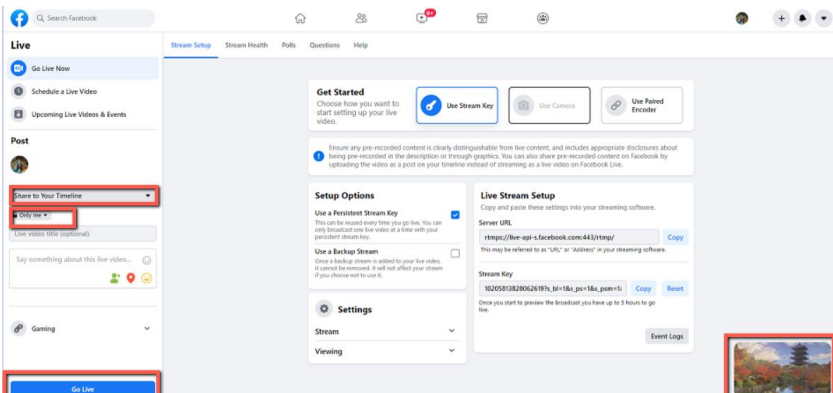 Search Facebook
9+
Live
Go Live Now
Schedule a Live Video
Upcoming Live Videos & Events
Post
Share to Your Timeline
Only me
Live video title (optional)
Say something about this live video...
Gaming
Go Live
Stream Setup Stream Health Polls Questions Help
Get Started
Choose how you want to
start setting up your live
video.
Use Stream Key
Use Camera
Use Paired
Encoder
Ensure any pre-recorded content is clearly distinguishable from live content, and includes appropriate disclosures about
being pre-recorded in the description or through graphics. You can also share pre-recorded content on Facebook by
uploading the video as a post on your timeline instead of streaming as a live video on Facebook Live.
Setup Options
Use a Persistent Stream Key
This can be reused every time you go live. You can
only broadcast one live video at a time with your
persistent stream key.
Use a Backup Stream
Once a backup stream is added to your live video,
it cannot be removed. It will not affect your stream
if you choose not to use it.
Settings
Stream
Viewing
Live Stream Setup
Copy and paste these settings into your streaming software.
Server URL
rtmps://live-api-s.facebook.com:443/rtmp/ Copy
This may be referred to as "URL" or "Address" in your streaming software.
Stream Key
10205813828062619?s_bl=1&s_ps=1&s_psm=1& Copy Reset
Once you start to preview the broadcast you have up to 5 hours to go
live.
Event Logs